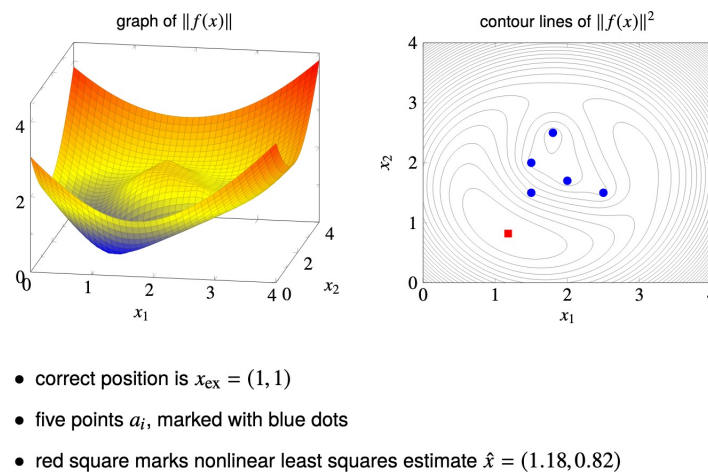 graph of ‖f(x)‖
contour lines of ‖f(x)‖²
4
2
0
0
1
2
3
4
0
2
4
x₁
x₂
4
3
2
1
0
0
1
2
3
4
x₂
x₁
• correct position is x_ex = (1, 1)
• five points a_i, marked with blue dots
• red square marks nonlinear least squares estimate x̂ = (1.18, 0.82)